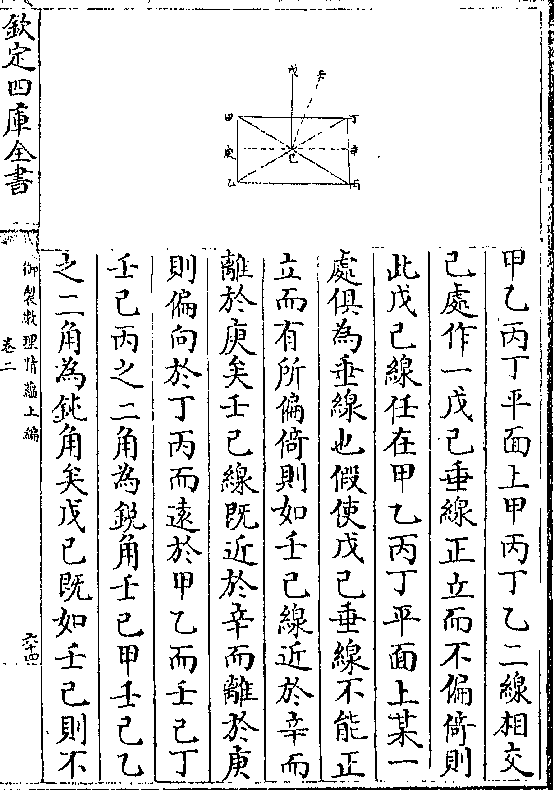 甲乙丙丁平面上甲丙丁乙二線相交
己處作一戊己垂線正立而不偏倚則
此戊己線任在甲乙丙丁平面上某一
處俱為垂線也假使戊己垂線不能正
立而有所偏倚則如壬己線近於辛而
離於庚矣壬己線既近於辛而離於庚
則偏向於丁丙而遠於甲乙而壬己丁
壬己丙之二角為銳角壬己甲壬己乙
之二角為鈍角矣戊己既如壬己則不
戊
壬
甲
丁
庚
己
辛
乙
丙
欽定四庫全書
御製數理精蘊上編
卷二
六十四